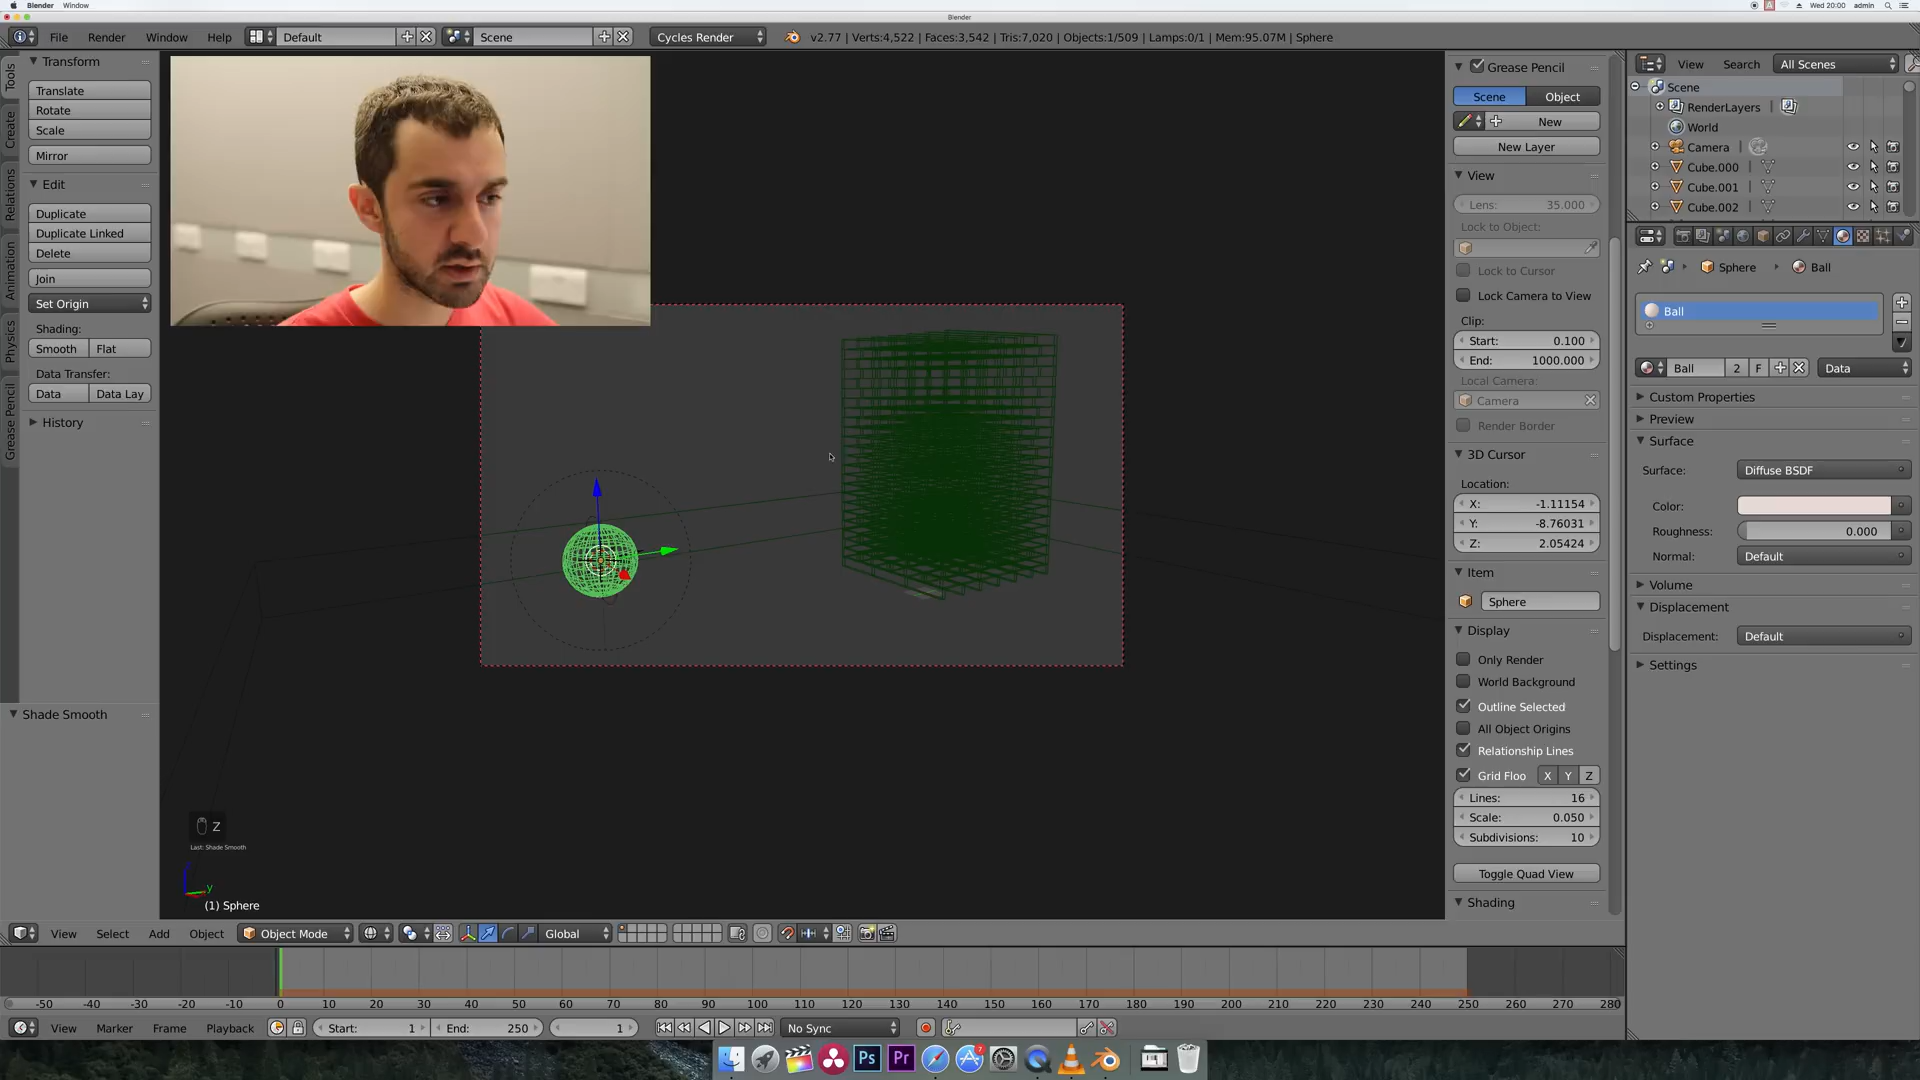 Blender Window
Wed 20:00 admin
Blender
File Render Window Help Default Scene Cycles Render v2.77 | Verts:4,522 | Faces:3,542 | Tris:7,020 | Objects:1/509 | Lamps:0/1 | Mem:95.07M | Sphere
Tools
Create
Relations
Animation
Physics
Grease Pencil
Transform
Translate
Rotate
Scale
Mirror
Edit
Duplicate
Duplicate Linked
Delete
Join
Set Origin
Shading:
Smooth Flat
Data Transfer:
Data Data Lay
History
Shade Smooth
Z
Last: Shade Smooth
y
(1) Sphere
Grease Pencil
Scene Object
New
New Layer
View
Lens: 35.000
Lock to Object:
Lock to Cursor
Lock Camera to View
Clip:
Start: 0.100
End: 1000.000
Local Camera:
Camera
Render Border
3D Cursor
Location:
X: -1.11154
Y: -8.76031
Z: 2.05424
Item
Sphere
Display
Only Render
World Background
Outline Selected
All Object Origins
Relationship Lines
Grid Floo X Y Z
Lines: 16
Scale: 0.050
Subdivisions: 10
Toggle Quad View
Shading
View Search All Scenes
Scene
RenderLayers |
World
Camera |
Cube.000 |
Cube.001 |
Cube.002 |
Sphere Ball
Ball
Ball 2 F Data
Custom Properties
Preview
Surface
Surface: Diffuse BSDF
Color:
Roughness: 0.000
Normal: Default
Volume
Displacement
Displacement: Default
Settings
View Select Add Object Object Mode Global
-50 -40 -30 -20 -10 0 10 20 30 40 50 60 70 80 90 100 110 120 130 140 150 160 170 180 190 200 210 220 230 240 250 260 270 280
View Marker Frame Playback Start: 1 End: 250 1 No Sync
Ps Pr 7